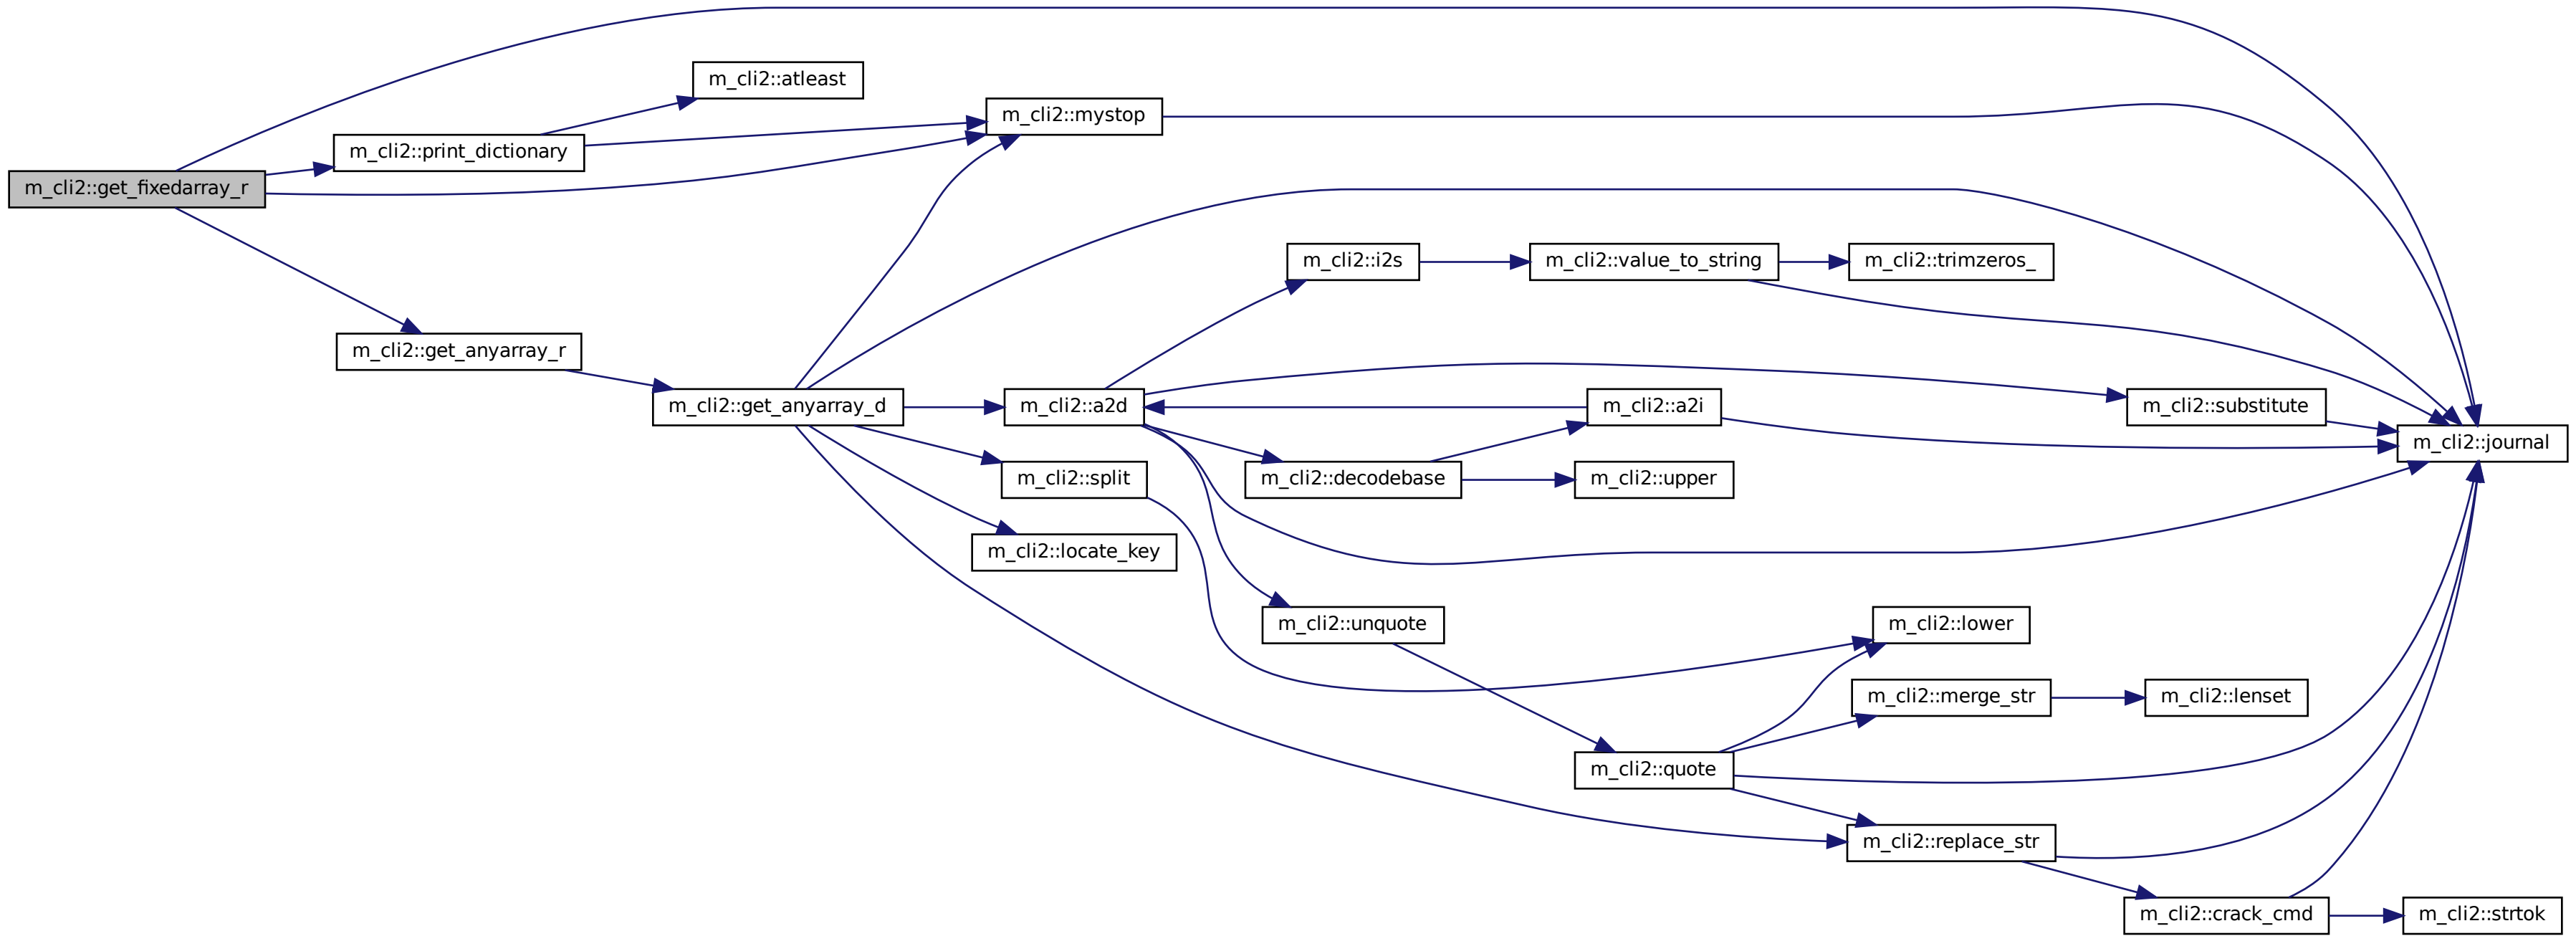 m_cli2::atleast
m_cli2::mystop
m_cli2::print_dictionary
m_cli2::get_fixedarray_r
m_cli2::i2s
m_cli2::value_to_string
m_cli2::trimzeros_
m_cli2::get_anyarray_r
m_cli2::get_anyarray_d
m_cli2::a2d
m_cli2::a2i
m_cli2::substitute
m_cli2::journal
m_cli2::split
m_cli2::decodebase
m_cli2::upper
m_cli2::locate_key
m_cli2::unquote
m_cli2::lower
m_cli2::merge_str
m_cli2::lenset
m_cli2::quote
m_cli2::replace_str
m_cli2::crack_cmd
m_cli2::strtok